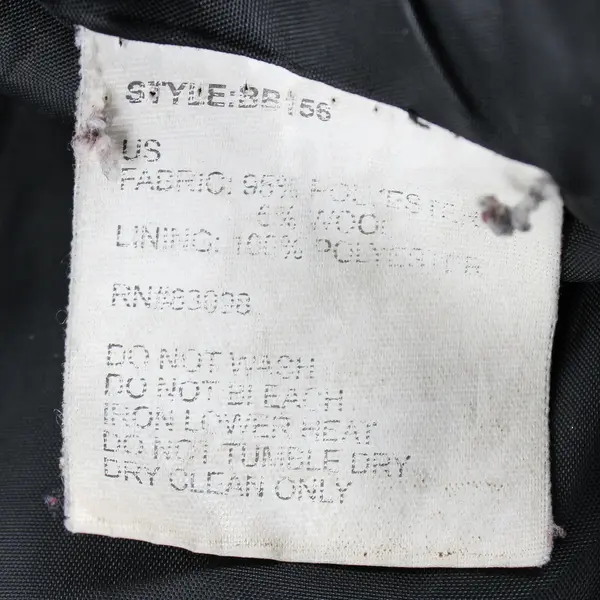 STYLE:BB156
US
FABRIC: 95% POLYESTER
5% WOOL
LINING: 100% POLYESTER
RN#83098
DO NOT WASH
DO NOT BLEACH
IRON LOWER HEAT
DO NOT TUMBLE DRY
DRY CLEAN ONLY